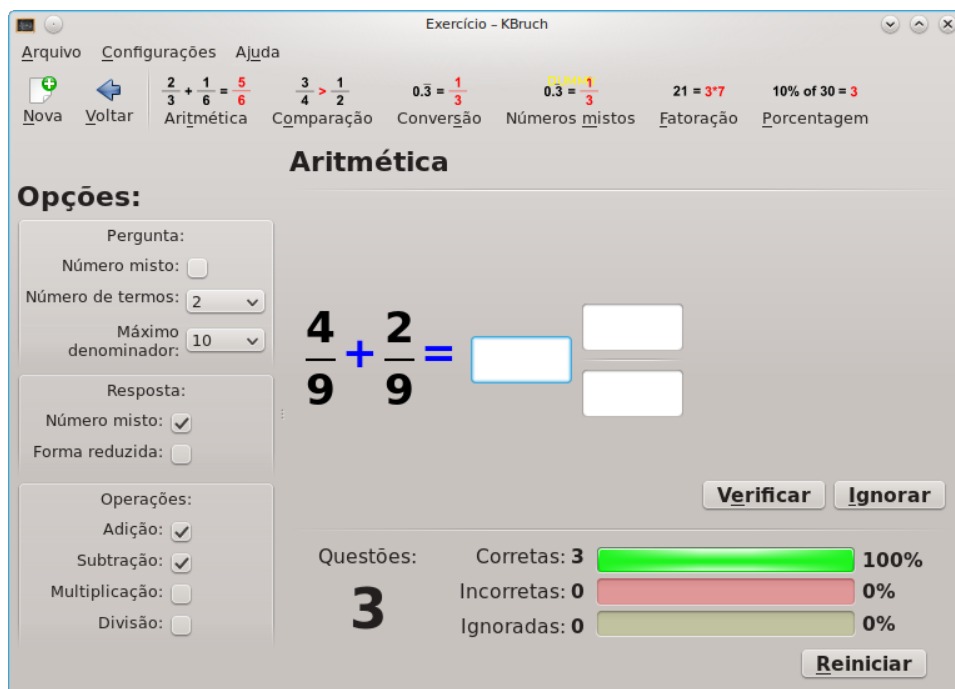 Exercício – KBruch
Arquivo Configurações Ajuda
Nova
Voltar
2/3 + 1/6 = 5/6
Aritmética
3/4 > 1/2
Comparação
0.3̅ = 1/3
Conversão
0.3 = 1/3
Números mistos
21 = 3*7
Fatoração
10% of 30 = 3
Porcentagem
Aritmética
Opções:
Pergunta:
Número misto:
Número de termos: 2
Máximo
denominador: 10
Resposta:
Número misto:
Forma reduzida:
Operações:
Adição:
Subtração:
Multiplicação:
Divisão:
4/9 + 2/9 =
Verificar Ignorar
Questões:
3
Corretas: 3 100%
Incorretas: 0 0%
Ignoradas: 0 0%
Reiniciar